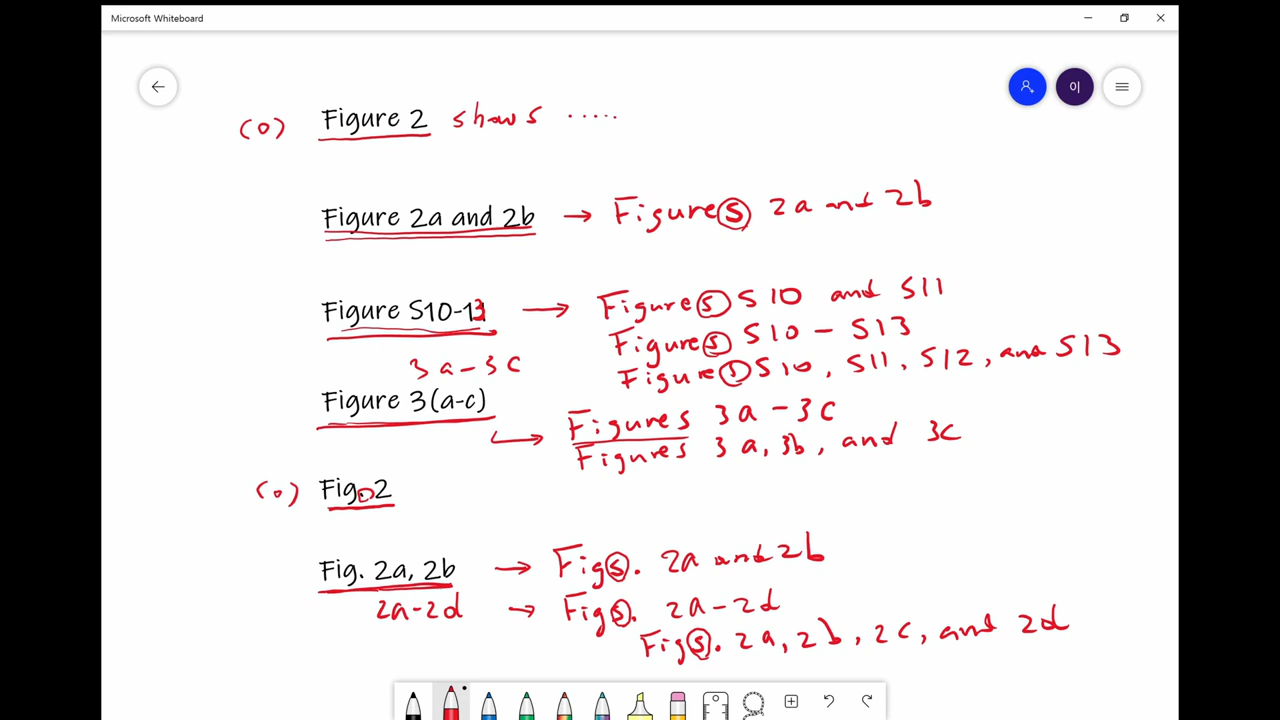 Microsoft Whiteboard
이
(o) Figure 2 shows .....
Figure 2a and 2b → Figures 2a and 2b
Figure S10-13 → Figures S10 and S11
Figures S10 - S13
Figures S10, S11, S12, and S13
3a-3c
Figure 3(a-c)
Figures 3a-3c
Figures 3a, 3b, and 3c
(o) Fig. 2
Fig. 2a, 2b → Figs. 2a and 2b
2a-2d → Figs. 2a-2d
Figs. 2a, 2b, 2c, and 2d